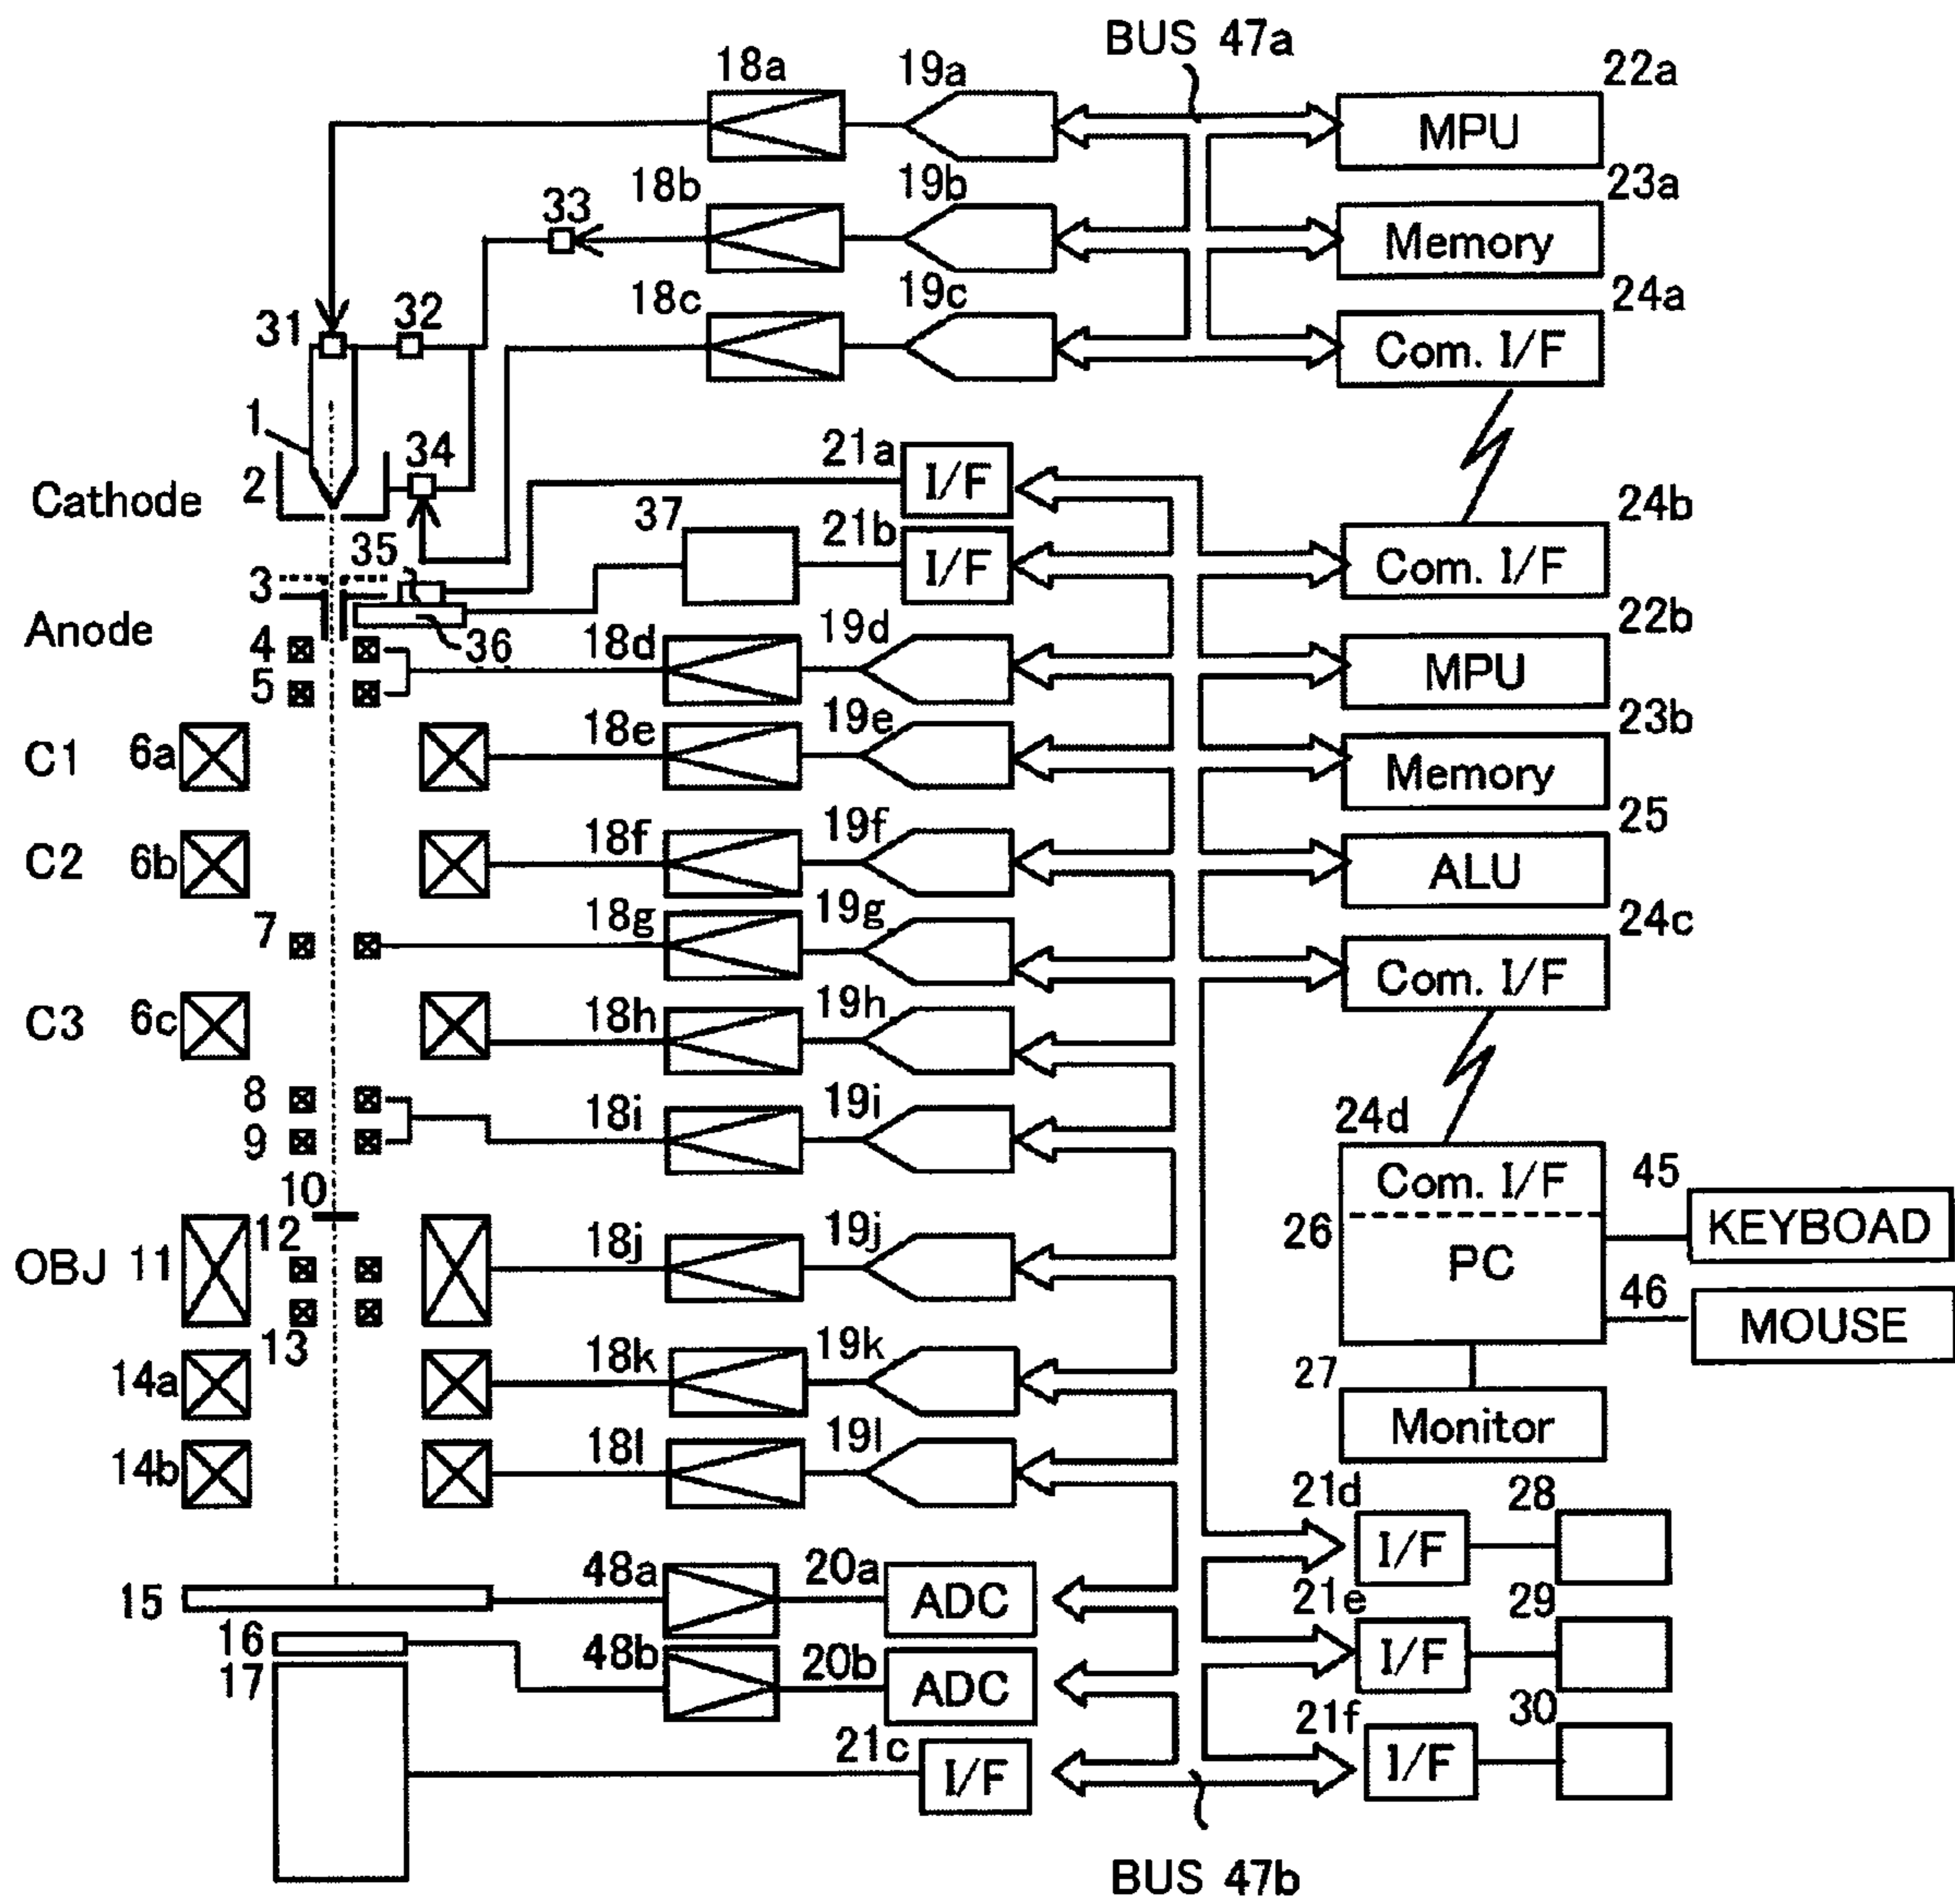 BUS 47a
18a 19a 22a
MPU
18b 19b 23a
33
Memory
18c 19c 24a
31 32
Com. I/F
1
34 21a
2 I/F
Cathode
37 21b 24b
35
I/F Com. I/F
3
Anode
36 18d 19d 22b
4
5 MPU
18e 19e 23b
C1 6a
Memory
18f 19f 25
C2 6b
ALU
7 18g 19g 24c
Com. I/F
C3 6c 18h 19h
8
9 18i 19i 24d
Com. I/F 45
10 KEYBOAD
12 26
OBJ 11 18j 19j PC
46
MOUSE
13
14a 18k 19k 27
Monitor
14b 18l 19l
21d 28
I/F
15 48a 20a
ADC 21e 29
16
17 48b 20b I/F
ADC
21f 30
21c I/F
I/F
BUS 47b